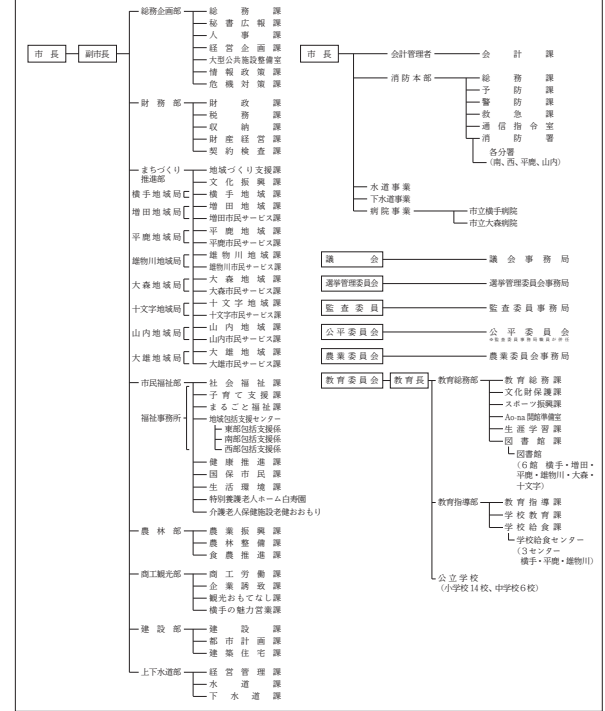 市長
副市長
総務企画部
総務課
秘書広報課
人事課
経営企画課
大型公共施設整備室
情報政策課
危機対策課
財務部
財政課
税務課
収納課
財産経営課
契約検査課
まちづくり
推進部
地域づくり支援課
文化振興課
横手地域局
横手地域課
増田地域局
増田地域課
増田市民サービス課
平鹿地域局
平鹿地域課
平鹿市民サービス課
雄物川地域局
雄物川地域課
雄物川市民サービス課
大森地域局
大森地域課
大森市民サービス課
十文字地域局
十文字地域課
十文字市民サービス課
山内地域局
山内地域課
山内市民サービス課
大雄地域局
大雄地域課
大雄市民サービス課
市民福祉部
社会福祉課
子育て支援課
まるごと福祉課
福祉事務所
地域包括支援センター
東部包括支援係
南部包括支援係
西部包括支援係
健康推進課
国保市民課
生活環境課
特別養護老人ホーム白寿園
介護老人保健施設老健おおもり
農林部
農業振興課
農林整備課
食農推進課
商工観光部
商工労働課
企業誘致課
観光おもてなし課
横手の魅力営業課
建設部
建設課
都市計画課
建築住宅課
上下水道部
経営管理課
水道課
下水道課
市長
会計管理者
会計課
消防本部
総務課
予防課
警防課
救急課
通信指令室
消防署
各分署
(南、西、平鹿、山内)
水道事業
下水道事業
病院事業
市立横手病院
市立大森病院
議会
議会事務局
選挙管理委員会
選挙管理委員会事務局
監査委員
監査委員事務局
公平委員会
公平委員会
※監査委員事務局職員が併任
農業委員会
農業委員会事務局
教育委員会
教育長
教育総務部
教育総務課
文化財保護課
スポーツ振興課
Ao-na開館準備室
生涯学習課
図書館課
図書館
(6館 横手・増田・
平鹿・雄物川・大森・
十文字)
教育指導部
教育指導課
学校教育課
学校給食課
学校給食センター
(3センター
横手・平鹿・雄物川)
公立学校
(小学校14校、中学校6校)